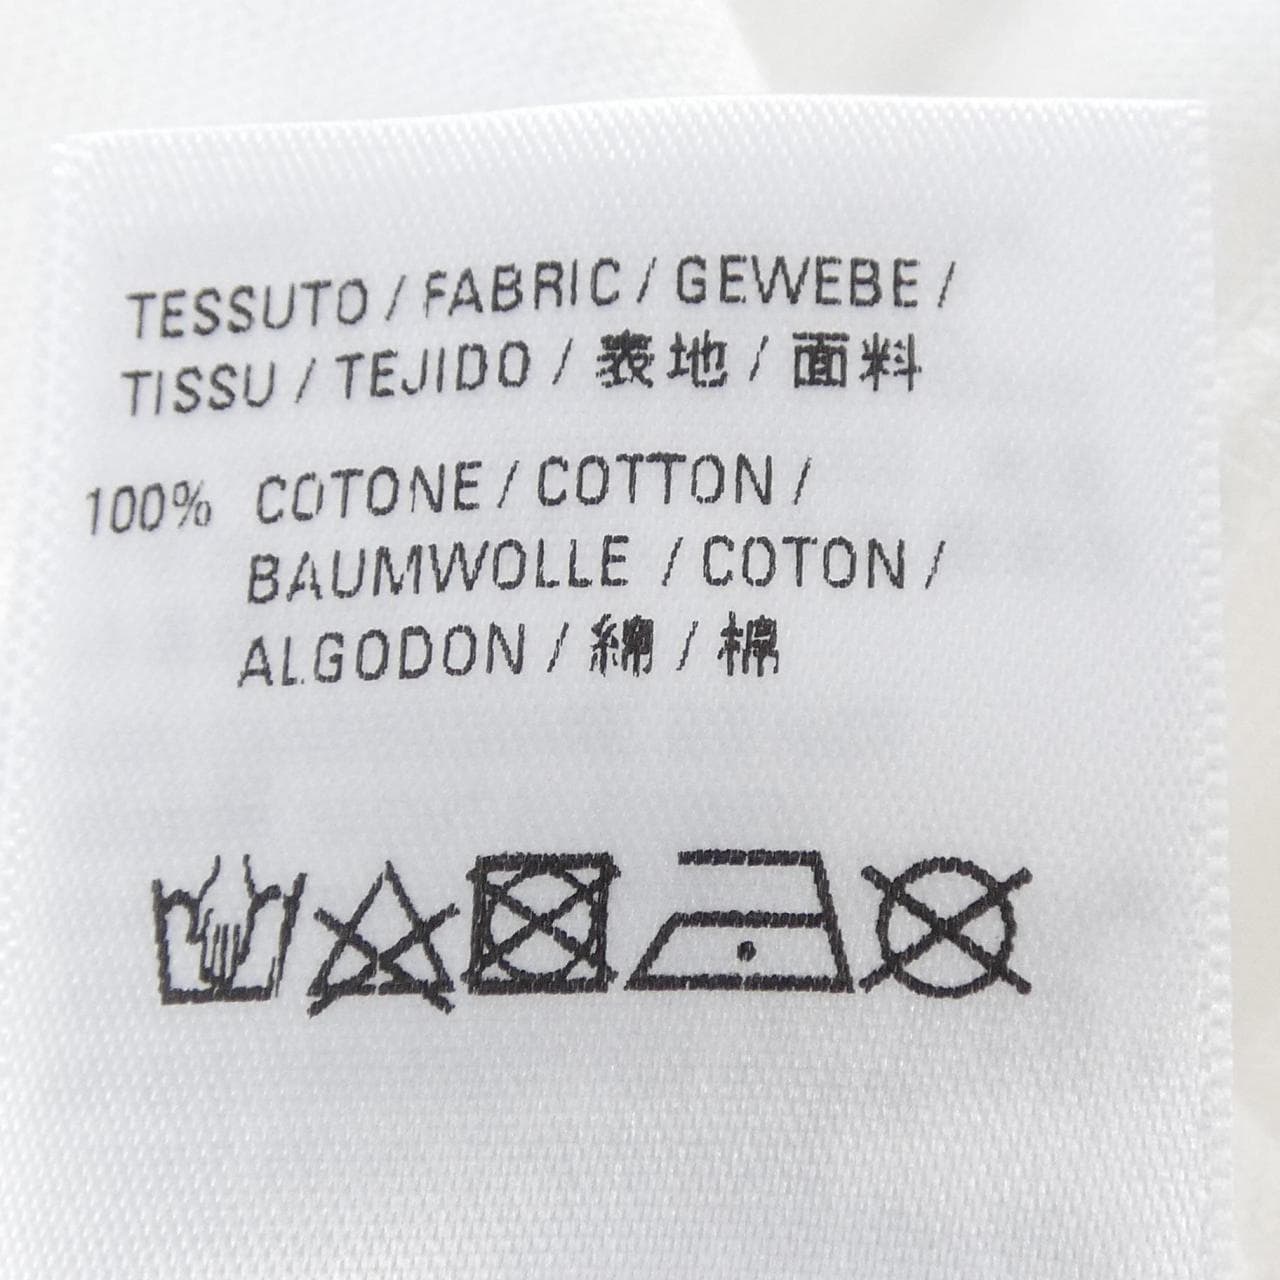 TESSUTO / FABRIC / GEWEBE /
TISSU / TEJIDO / 表地 / 面料
100% COTONE / COTTON /
BAUMWOLLE / COTON /
ALGODON / 綿 / 棉